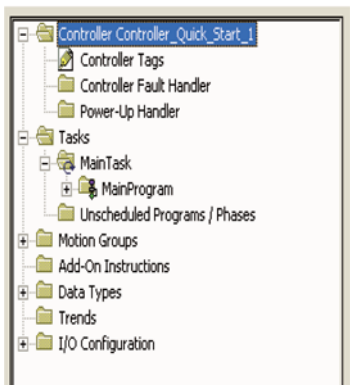 Controller Controller_Quick_Start_1
Controller Tags
Controller Fault Handler
Power-Up Handler
Tasks
MainTask
MainProgram
Unscheduled Programs / Phases
Motion Groups
Add-On Instructions
Data Types
Trends
I/O Configuration